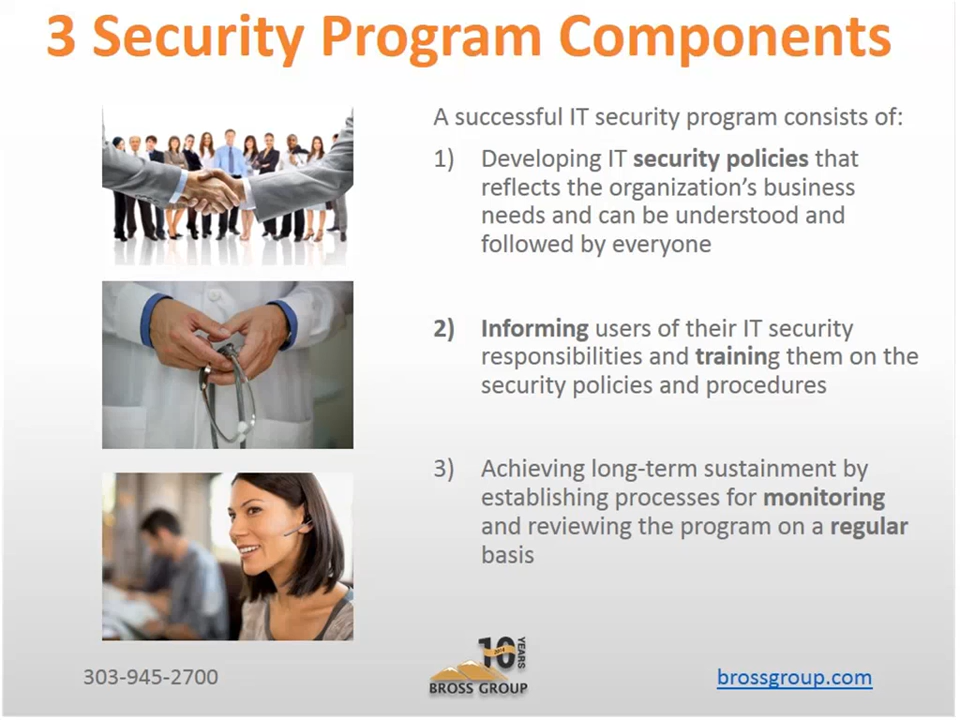 3 Security Program Components
A successful IT security program consists of:
1) Developing IT security policies that
reflects the organization's business
needs and can be understood and
followed by everyone
2) Informing users of their IT security
responsibilities and training them on the
security policies and procedures
3) Achieving long-term sustainment by
establishing processes for monitoring
and reviewing the program on a regular
basis
303-945-2700
10 YEARS
2014
BROSS GROUP
brossgroup.com